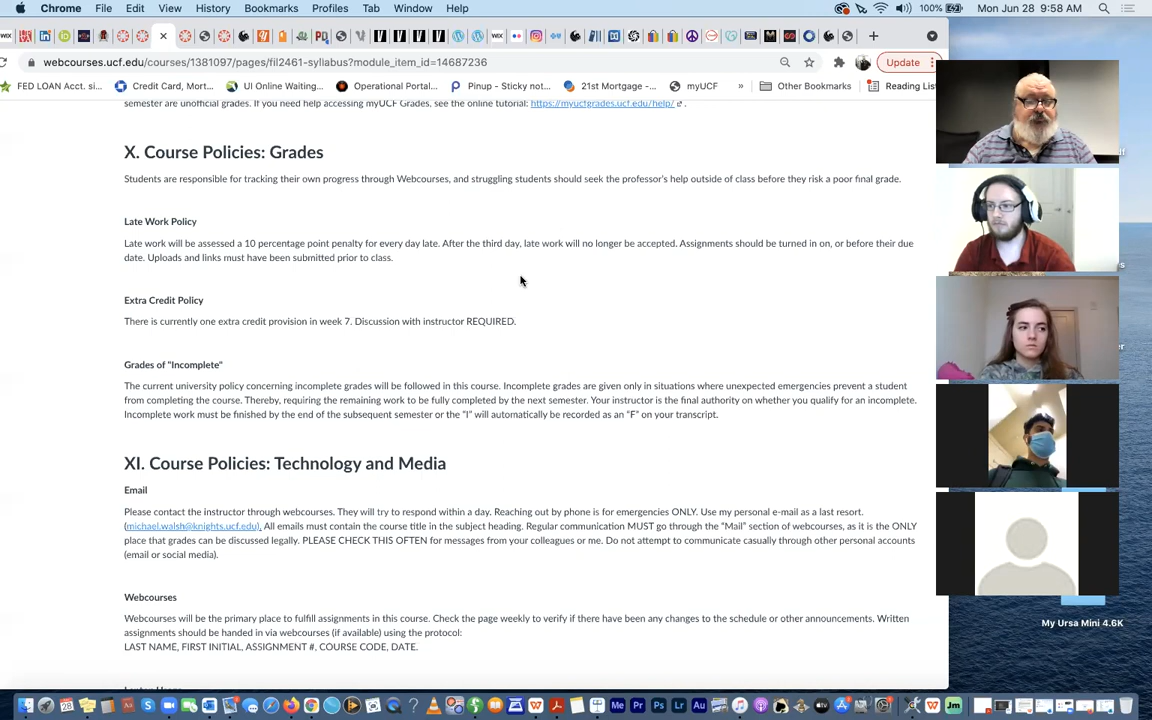 Chrome File Edit View History Bookmarks Profiles Tab Window Help 100% Mon Jun 28 9:58 AM
webcourses.ucf.edu/courses/1381097/pages/fil2461-syllabus?module_item_id=14687236 Update
FED LOAN Acct. si... Credit Card, Mort... UI Online Waiting... Operational Portal... Pinup - Sticky not... 21st Mortgage -... myUCF » Other Bookmarks Reading List
semester are unofficial grades. If you need help accessing myUCF Grades, see the online tutorial: https://myucfgrades.ucf.edu/help/ .
X. Course Policies: Grades
Students are responsible for tracking their own progress through Webcourses, and struggling students should seek the professor's help outside of class before they risk a poor final grade.
Late Work Policy
Late work will be assessed a 10 percentage point penalty for every day late. After the third day, late work will no longer be accepted. Assignments should be turned in on, or before their due
date. Uploads and links must have been submitted prior to class.
Extra Credit Policy
There is currently one extra credit provision in week 7. Discussion with instructor REQUIRED.
Grades of "Incomplete"
The current university policy concerning incomplete grades will be followed in this course. Incomplete grades are given only in situations where unexpected emergencies prevent a student
from completing the course. Thereby, requiring the remaining work to be fully completed by the next semester. Your instructor is the final authority on whether you qualify for an incomplete.
Incomplete work must be finished by the end of the subsequent semester or the "I" will automatically be recorded as an "F" on your transcript.
XI. Course Policies: Technology and Media
Email
Please contact the instructor through webcourses. They will try to respond within a day. Reaching out by phone is for emergencies ONLY. Use my personal e-mail as a last resort.
(michael.walsh@knights.ucf.edu). All emails must contain the course title in the subject heading. Regular communication MUST go through the "Mail" section of webcourses, as it is the ONLY
place that grades can be discussed legally. PLEASE CHECK THIS OFTEN for messages from your colleagues or me. Do not attempt to communicate casually through other personal accounts
(email or social media).
Webcourses
Webcourses will be the primary place to fulfill assignments in this course. Check the page weekly to verify if there have been any changes to the schedule or other announcements. Written
assignments should be handed in via webcourses (if available) using the protocol:
LAST NAME, FIRST INITIAL, ASSIGNMENT #, COURSE CODE, DATE.
My Ursa Mini 4.6K